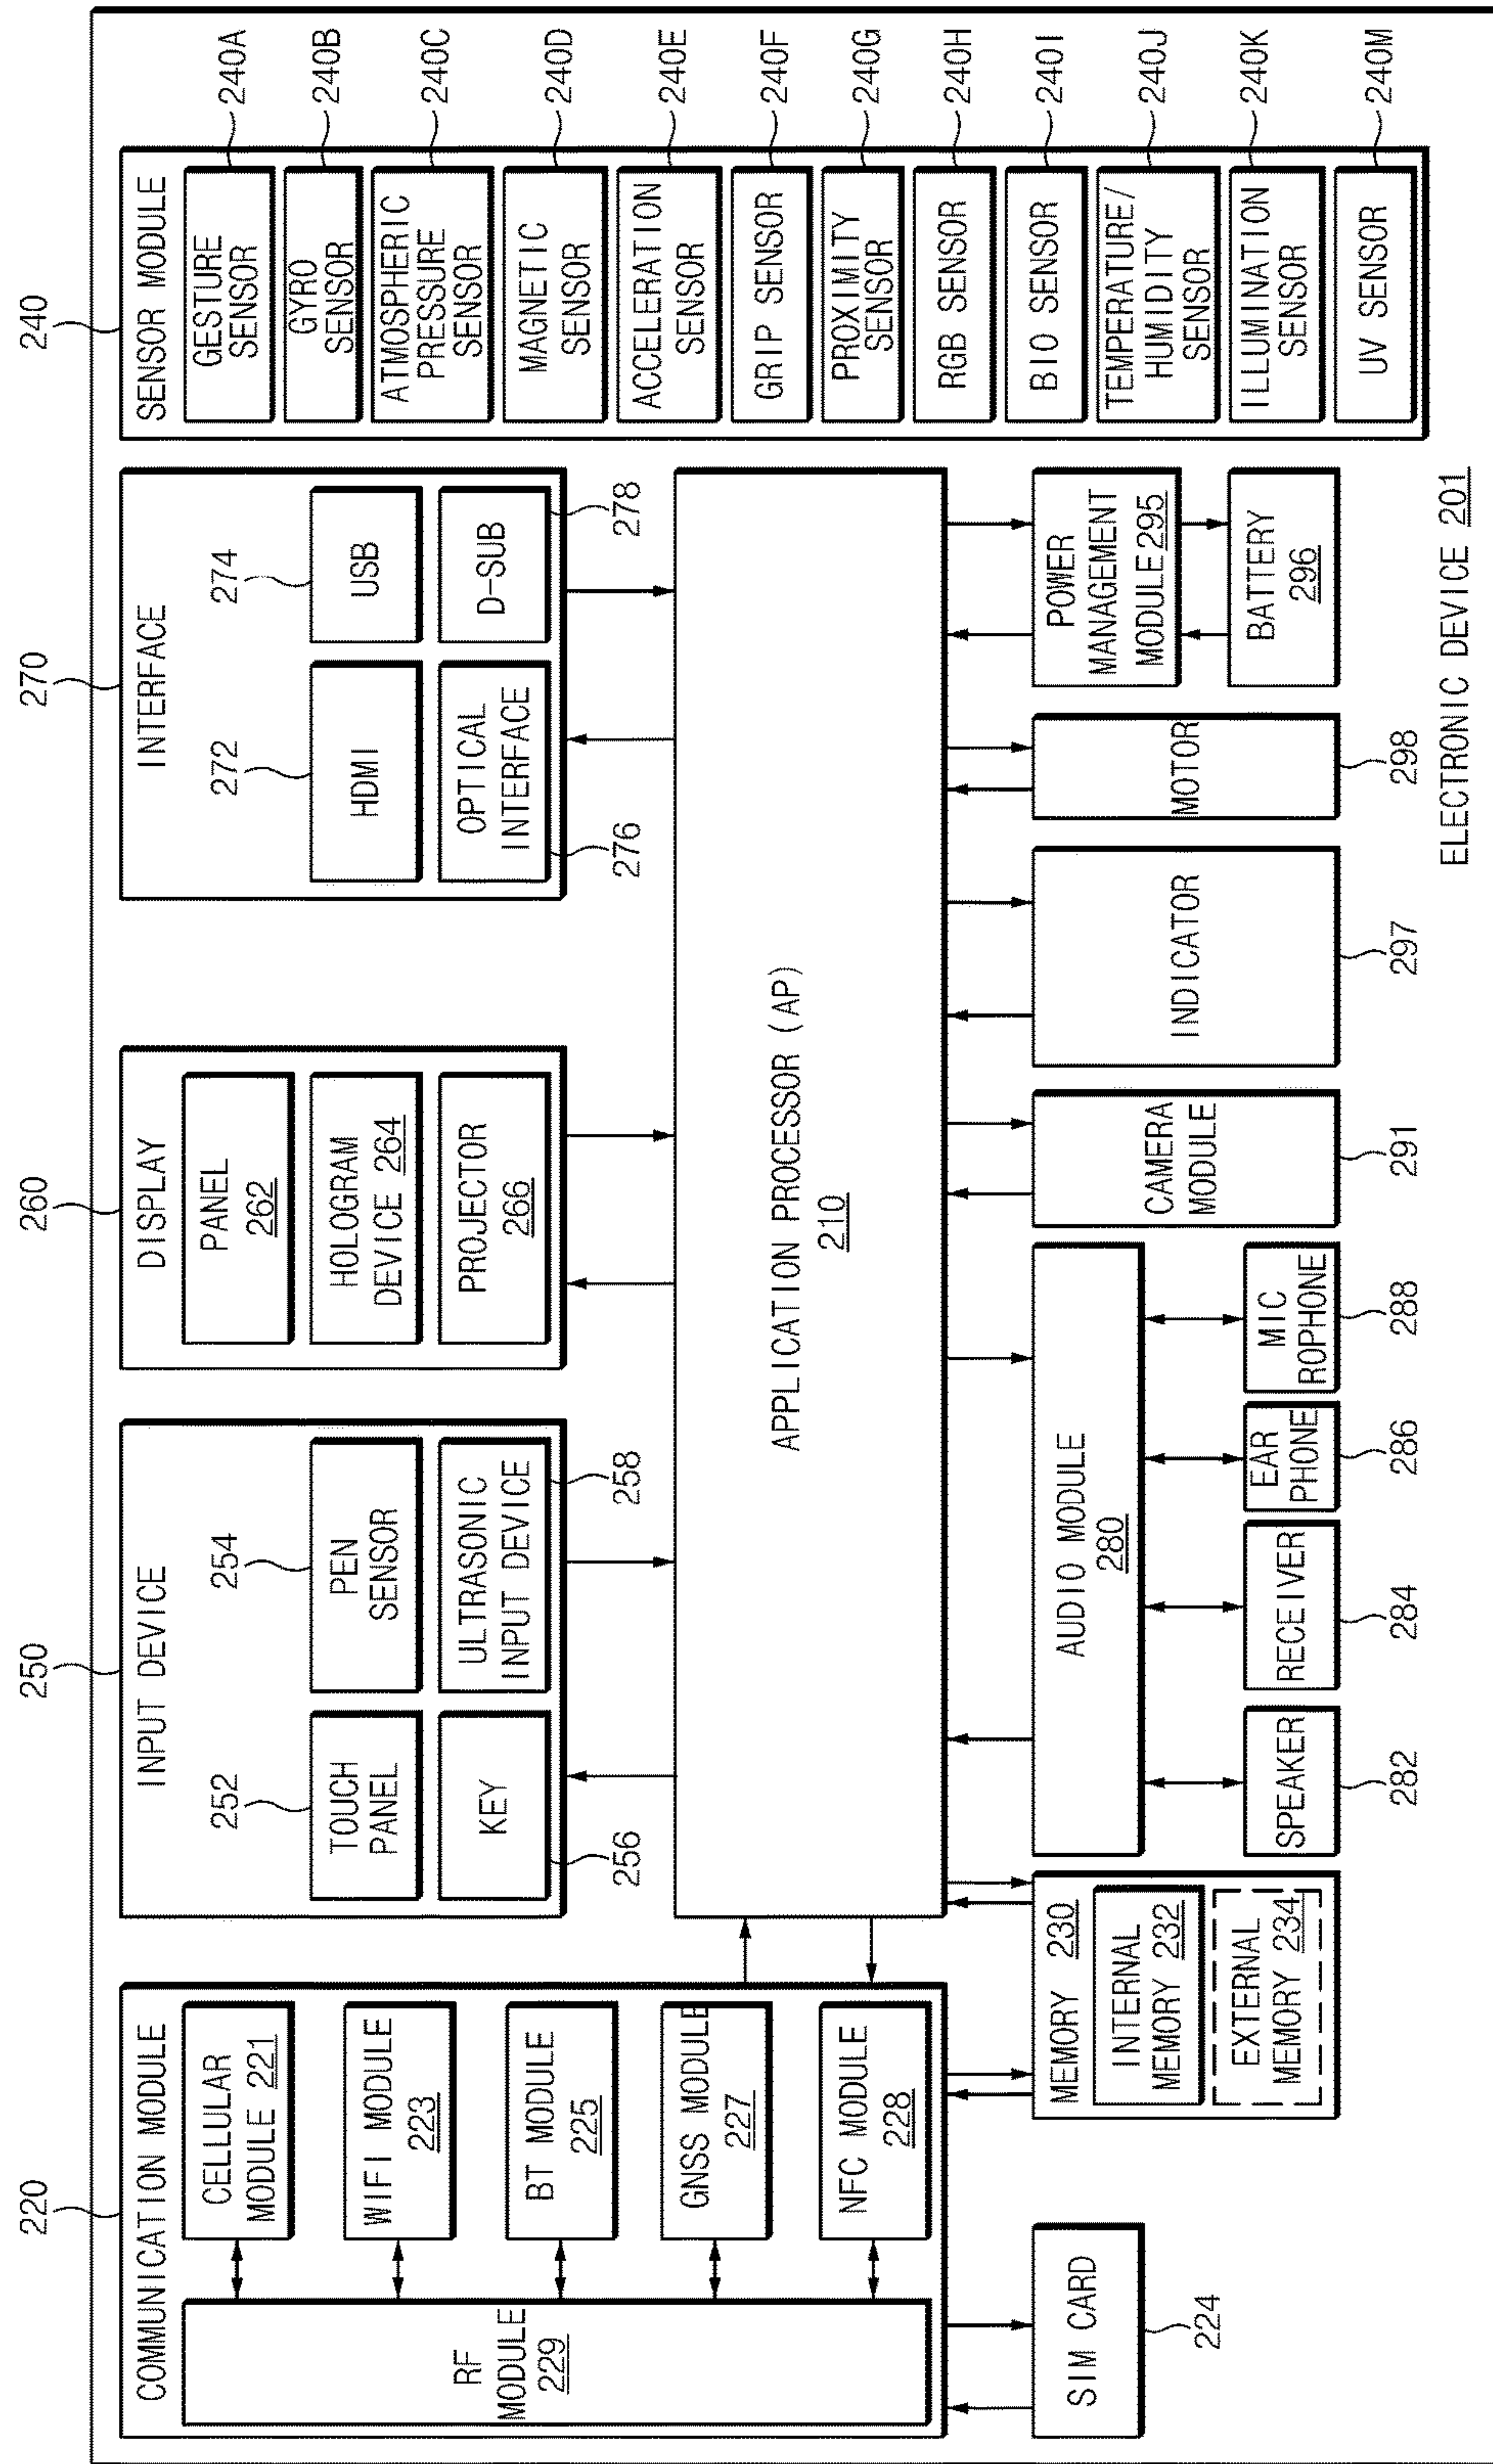 220
COMMUNICATION MODULE
RF
MODULE
229
CELLULAR
MODULE 221
WIFI MODULE
223
BT MODULE
225
GNSS MODULE
227
NFC MODULE
228
SIM CARD
224
250
INPUT DEVICE
252
TOUCH
PANEL
254
PEN
SENSOR
KEY
256
ULTRASONIC
INPUT DEVICE
258
260
DISPLAY
PANEL
262
HOLOGRAM
DEVICE 264
PROJECTOR
266
270
INTERFACE
272
HDMI
274
USB
OPTICAL
INTERFACE
276
D-SUB
278
240
SENSOR MODULE
GESTURE
SENSOR
240A
GYRO
SENSOR
240B
ATMOSPHERIC
PRESSURE
SENSOR
240C
MAGNETIC
SENSOR
240D
ACCELERATION
SENSOR
240E
GRIP SENSOR
240F
PROXIMITY
SENSOR
240G
RGB SENSOR
240H
BIO SENSOR
240I
TEMPERATURE/
HUMIDITY
SENSOR
240J
ILLUMINATION
SENSOR
240K
UV SENSOR
240M
APPLICATION PROCESSOR (AP)
210
MEMORY 230
INTERNAL
MEMORY 232
EXTERNAL
MEMORY 234
AUDIO MODULE
280
SPEAKER
282
RECEIVER
284
EAR
PHONE
286
MIC
ROPHONE
288
CAMERA
MODULE
291
INDICATOR
297
MOTOR
298
POWER
MANAGEMENT
MODULE 295
BATTERY
296
ELECTRONIC DEVICE 201